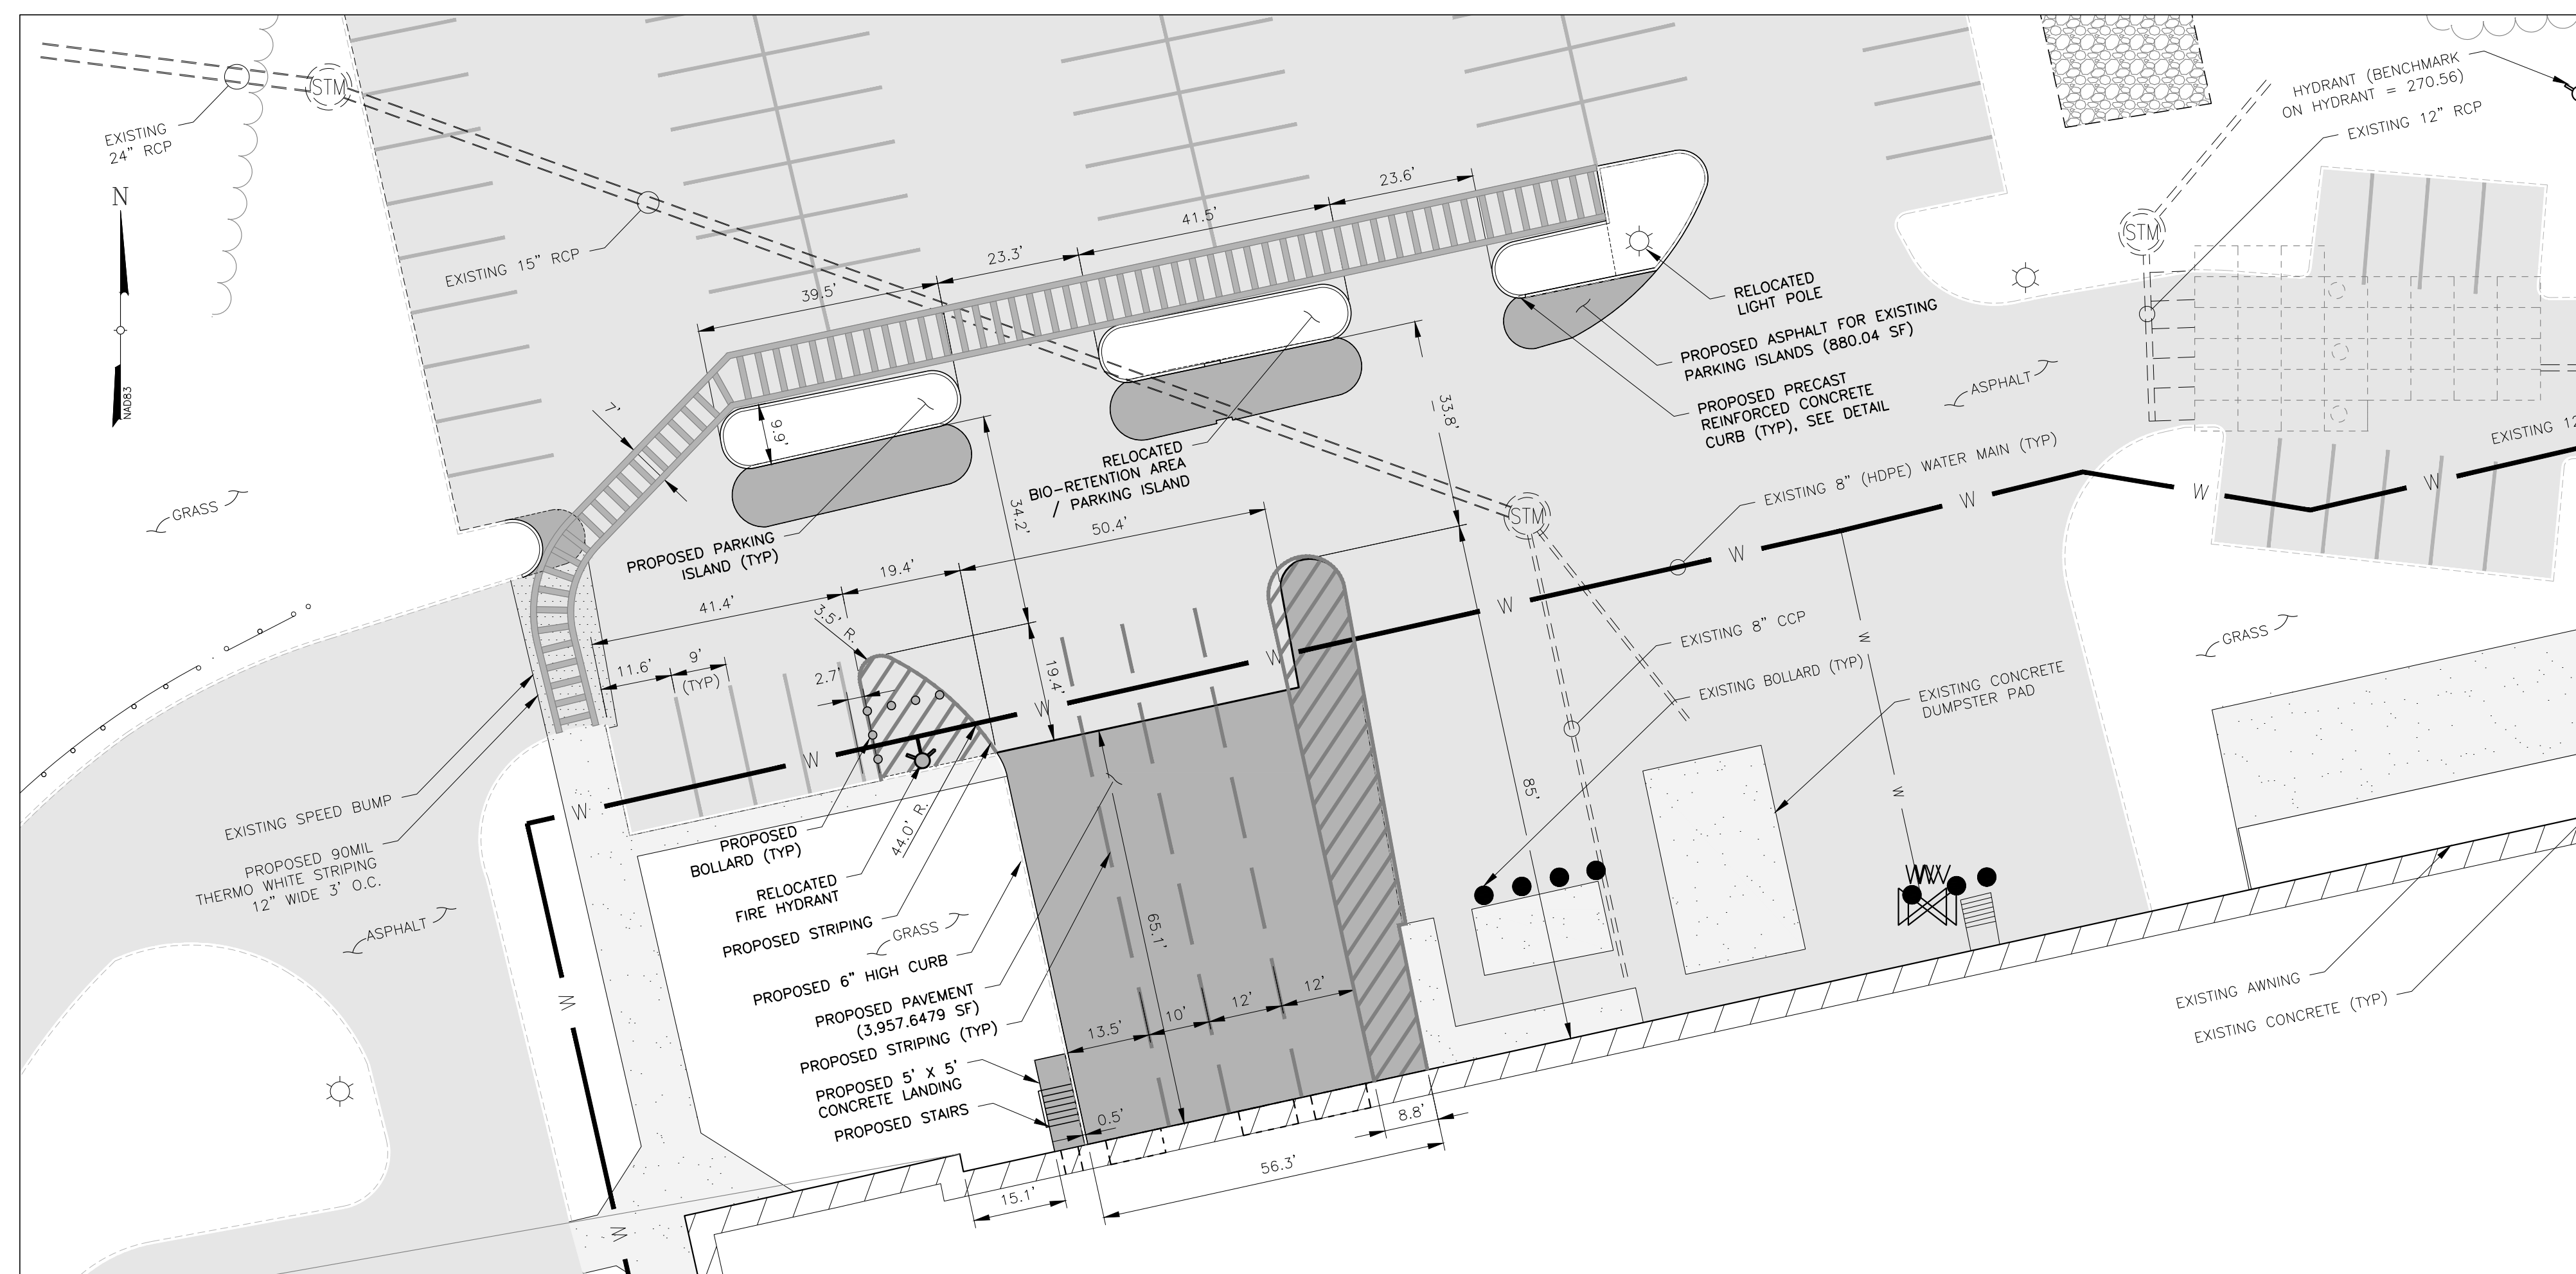 STM
EXISTING
24" RCP
N
NAD83
EXISTING 15" RCP
GRASS
7'
39.5'
23.3'
41.5'
23.6'
9.9'
HYDRANT (BENCHMARK
ON HYDRANT = 270.56)
EXISTING 12" RCP
STM
RELOCATED
LIGHT POLE
PROPOSED ASPHALT FOR EXISTING
PARKING ISLANDS (880.04 SF)
PROPOSED PRECAST
REINFORCED CONCRETE
CURB (TYP), SEE DETAIL
ASPHALT
33.8'
RELOCATED
BIO-RETENTION AREA
/ PARKING ISLAND
34.2'
50.4'
PROPOSED PARKING
ISLAND (TYP)
STM
EXISTING 8" (HDPE) WATER MAIN (TYP)
EXISTING 12
W
W
W
W
W
W
W
W
W
W
19.4'
41.4'
3.5' R.
11.6'
9'
(TYP)
2.7'
19.4'
EXISTING 8" CCP
EXISTING BOLLARD (TYP)
EXISTING CONCRETE
DUMPSTER PAD
GRASS
W
W
85'
EXISTING SPEED BUMP
PROPOSED 90MIL
THERMO WHITE STRIPING
12" WIDE 3' O.C.
ASPHALT
PROPOSED
BOLLARD (TYP)
44.0' R.
RELOCATED
FIRE HYDRANT
PROPOSED STRIPING
GRASS
PROPOSED 6" HIGH CURB
PROPOSED PAVEMENT
(3,957.6479 SF)
PROPOSED STRIPING (TYP)
PROPOSED 5' X 5'
CONCRETE LANDING
PROPOSED STAIRS
65.1'
13.5'
10'
12'
12'
0.5'
8.8'
56.3'
15.1'
W
W
EXISTING AWNING
EXISTING CONCRETE (TYP)